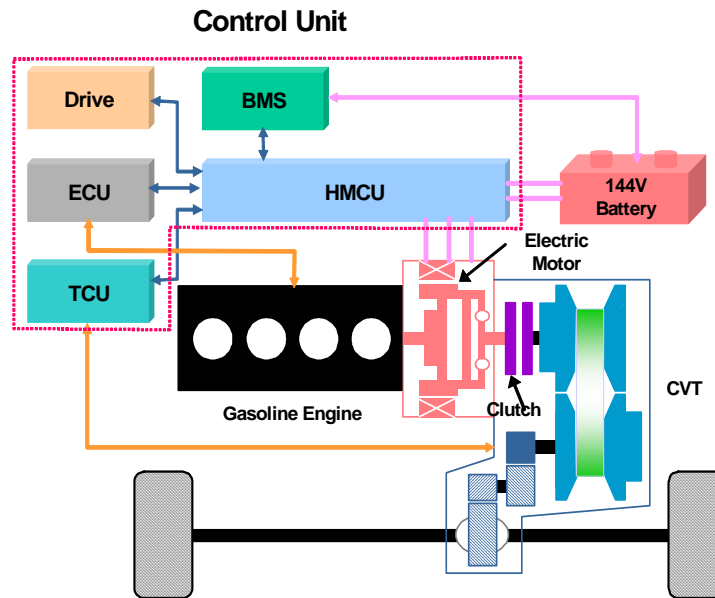 Control Unit
Drive
BMS
ECU
HMCU
144V
Battery
TCU
Electric
Motor
Gasoline Engine
Clutch
CVT